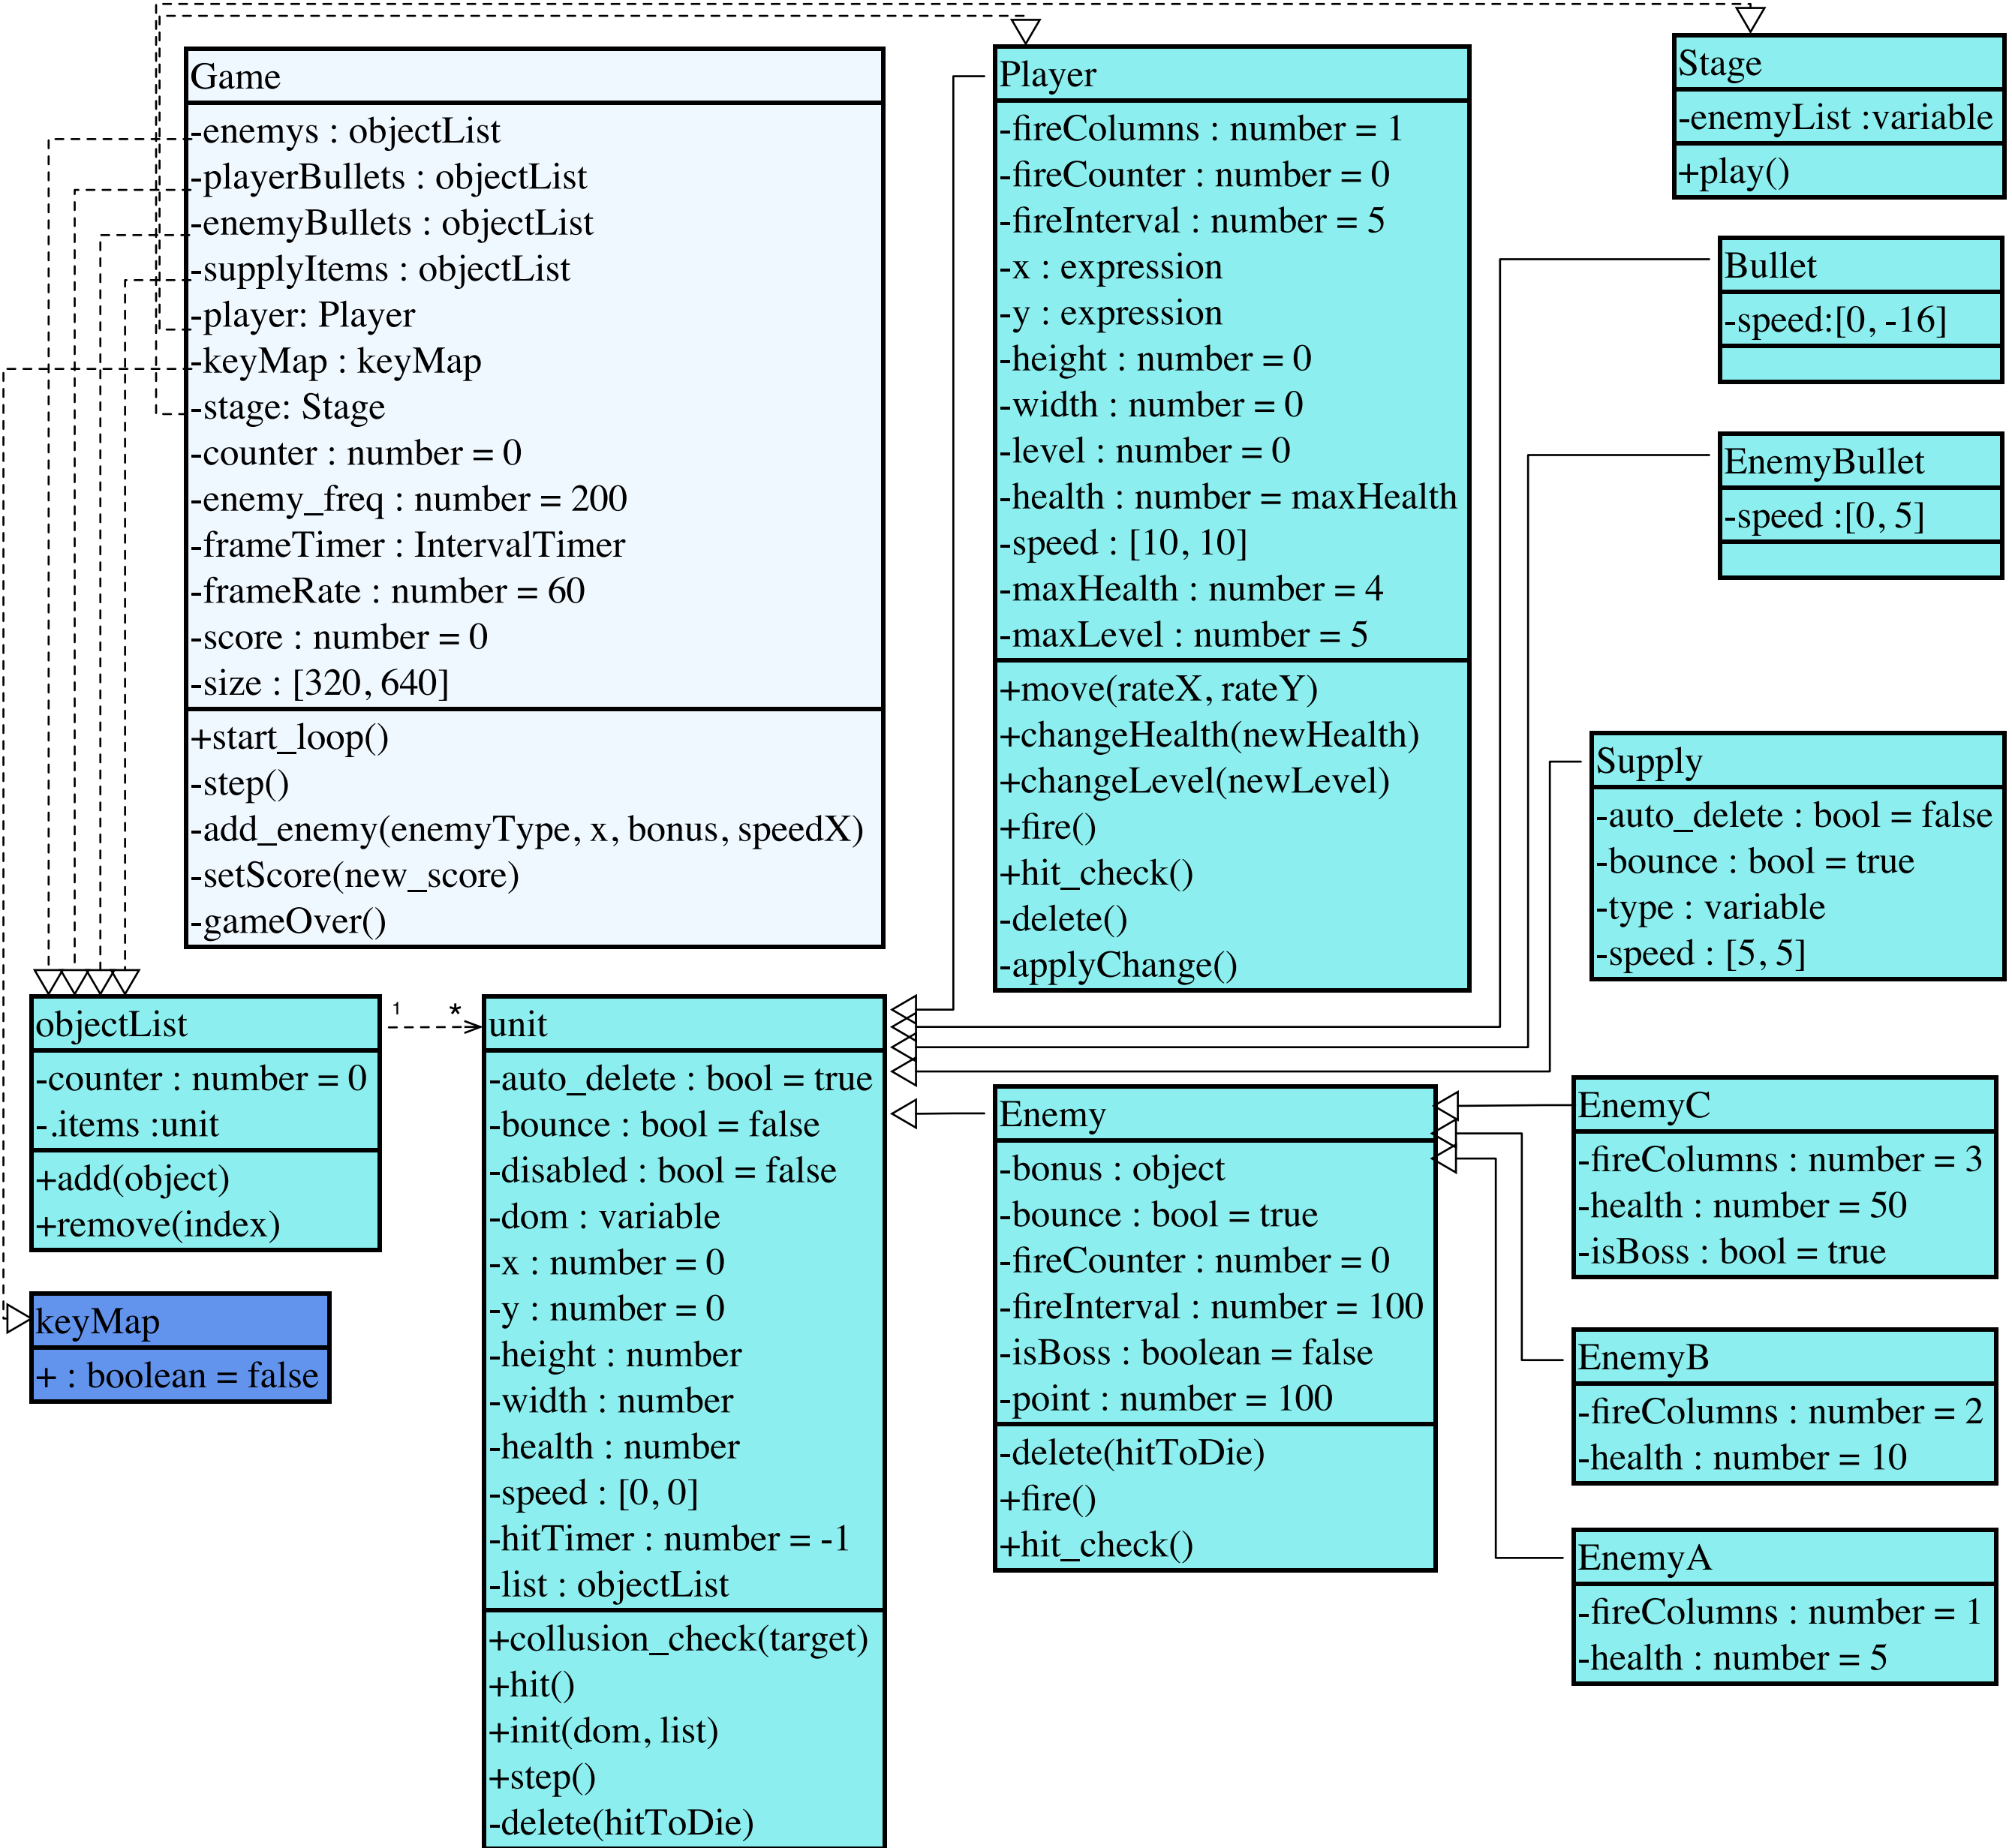 Game
-enemys : objectList
-playerBullets : objectList
-enemyBullets : objectList
-supplyItems : objectList
-player: Player
-keyMap : keyMap
-stage: Stage
-counter : number = 0
-enemy_freq : number = 200
-frameTimer : IntervalTimer
-frameRate : number = 60
-score : number = 0
-size : [320, 640]
+start_loop()
-step()
-add_enemy(enemyType, x, bonus, speedX)
-setScore(new_score)
-gameOver()
Player
-fireColumns : number = 1
-fireCounter : number = 0
-fireInterval : number = 5
-x : expression
-y : expression
-height : number = 0
-width : number = 0
-level : number = 0
-health : number = maxHealth
-speed : [10, 10]
-maxHealth : number = 4
-maxLevel : number = 5
+move(rateX, rateY)
+changeHealth(newHealth)
+changeLevel(newLevel)
+fire()
+hit_check()
-delete()
-applyChange()
Stage
-enemyList :variable
+play()
Bullet
-speed:[0, -16]
EnemyBullet
-speed :[0, 5]
Supply
-auto_delete : bool = false
-bounce : bool = true
-type : variable
-speed : [5, 5]
objectList
-counter : number = 0
-.items :unit
+add(object)
+remove(index)
1 *
keyMap
+ : boolean = false
unit
-auto_delete : bool = true
-bounce : bool = false
-disabled : bool = false
-dom : variable
-x : number = 0
-y : number = 0
-height : number
-width : number
-health : number
-speed : [0, 0]
-hitTimer : number = -1
-list : objectList
+collusion_check(target)
+hit()
+init(dom, list)
+step()
-delete(hitToDie)
Enemy
-bonus : object
-bounce : bool = true
-fireCounter : number = 0
-fireInterval : number = 100
-isBoss : boolean = false
-point : number = 100
-delete(hitToDie)
+fire()
+hit_check()
EnemyC
-fireColumns : number = 3
-health : number = 50
-isBoss : bool = true
EnemyB
-fireColumns : number = 2
-health : number = 10
EnemyA
-fireColumns : number = 1
-health : number = 5